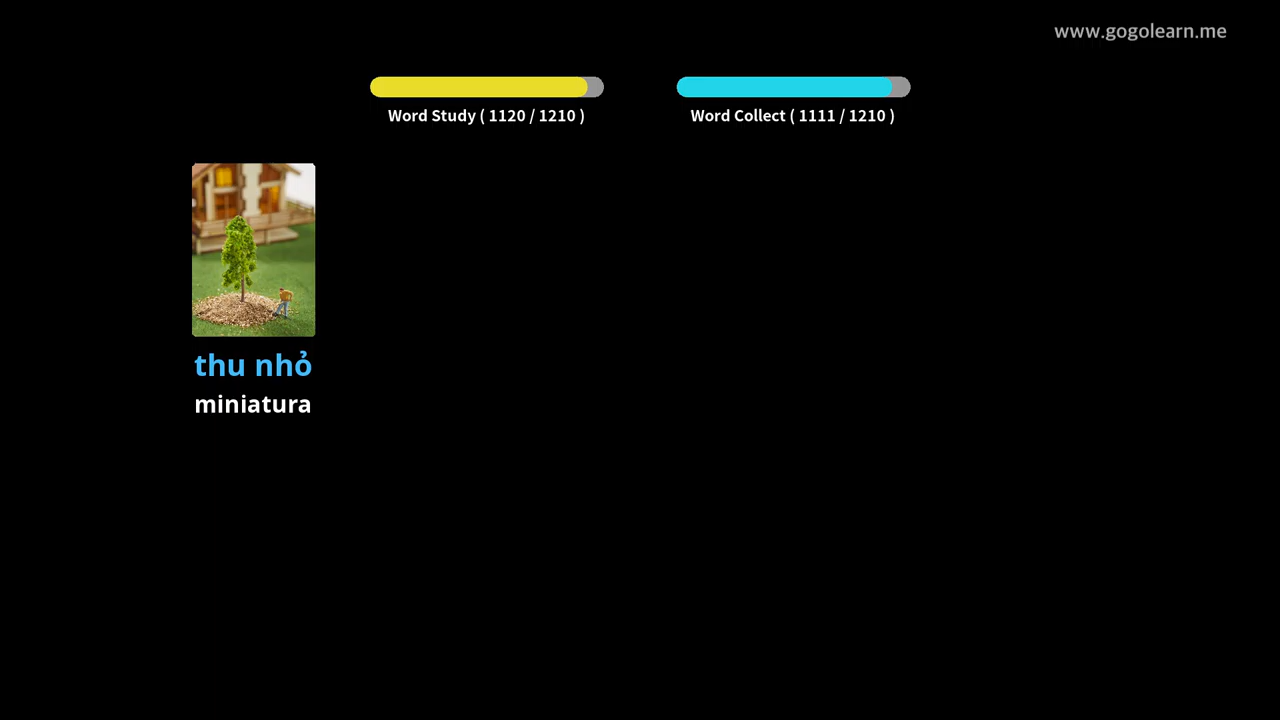 www.gogolearn.me
Word Study ( 1120 / 1210 )
Word Collect ( 1111 / 1210 )
thu nhỏ
miniatura